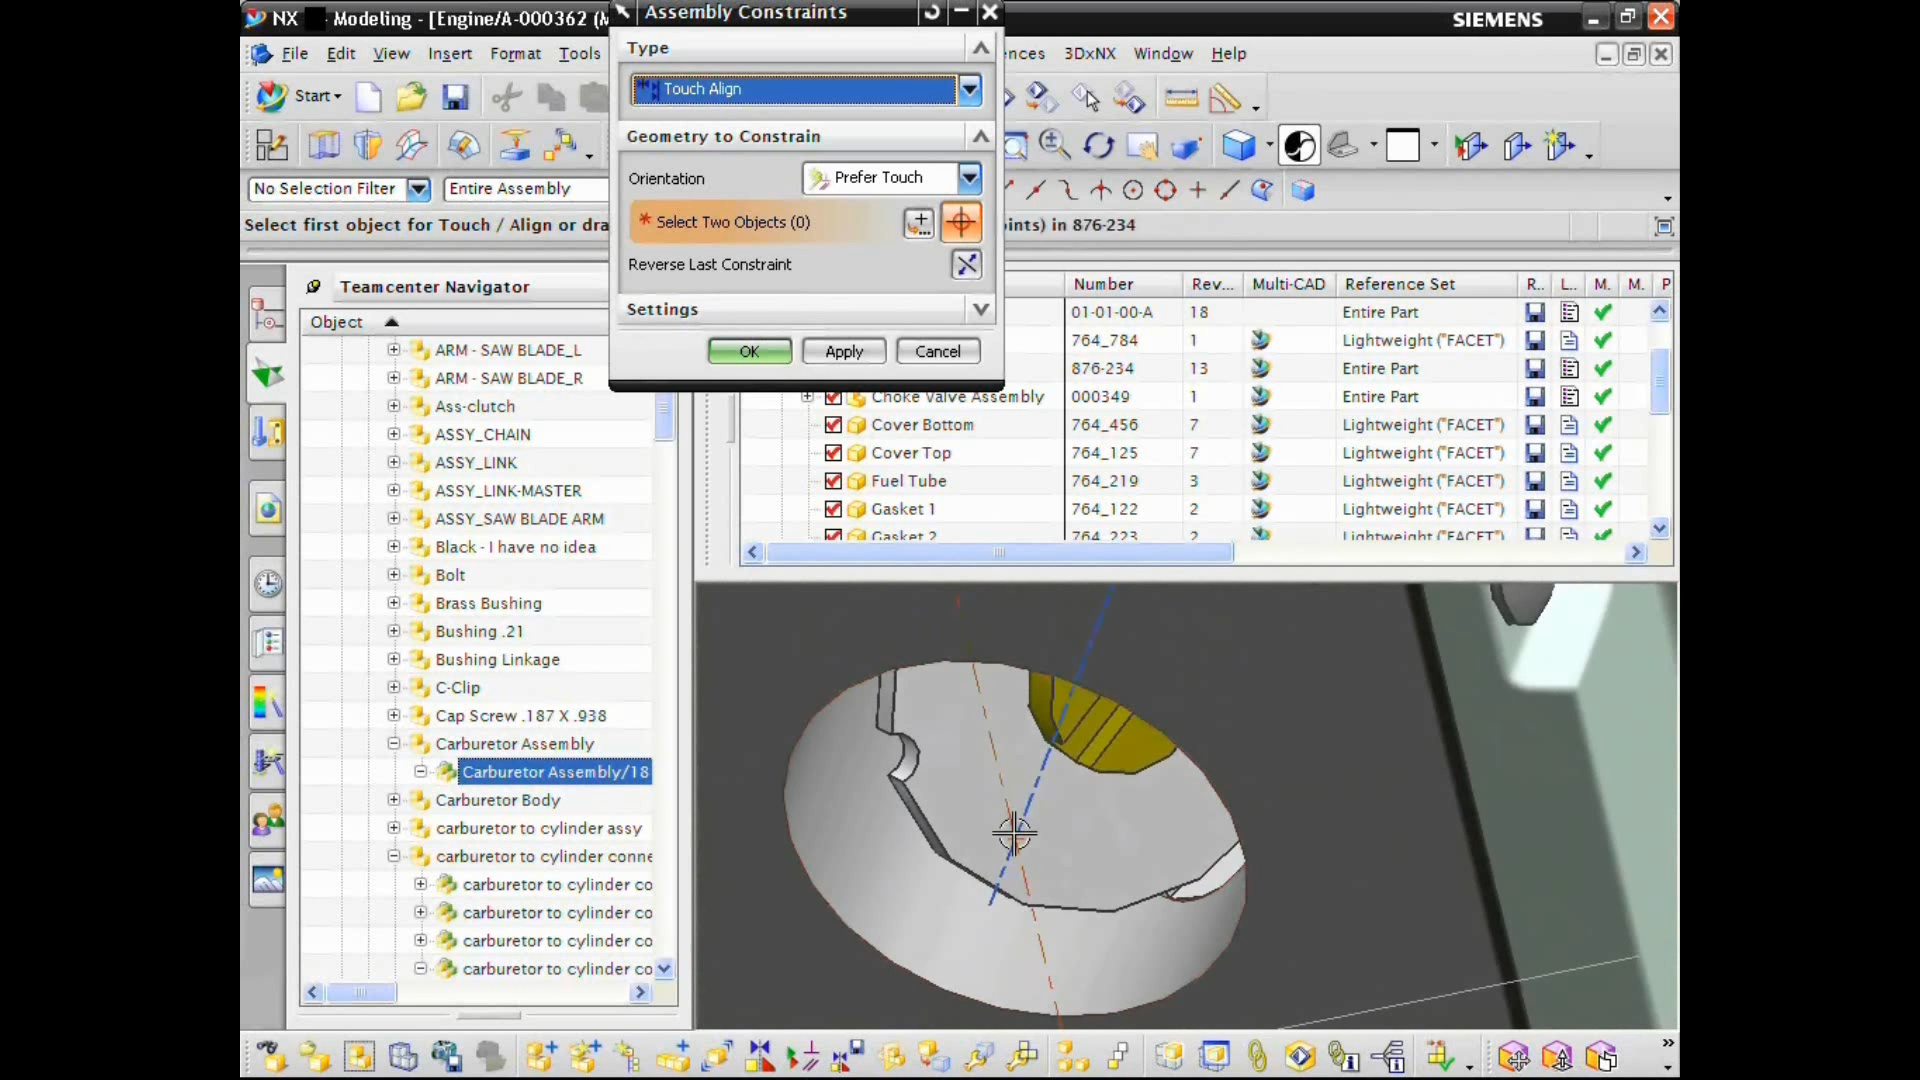 NX Modeling - [Engine/A-000362 (M
Assembly Constraints
SIEMENS
File Edit View Insert Format Tools
ences 3DxNX Window Help
Type
Touch Align
Start
Geometry to Constrain
Orientation Prefer Touch
No Selection Filter Entire Assembly
* Select Two Objects (0)
Select first object for Touch / Align or dra
ints) in 876-234
Reverse Last Constraint
Settings
OK Apply Cancel
Teamcenter Navigator
Object
ARM - SAW BLADE_L
ARM - SAW BLADE_R
Ass-clutch
ASSY_CHAIN
ASSY_LINK
ASSY_LINK-MASTER
ASSY_SAW BLADE ARM
Black - I have no idea
Bolt
Brass Bushing
Bushing .21
Bushing Linkage
C-Clip
Cap Screw .187 X .938
Carburetor Assembly
Carburetor Assembly/18
Carburetor Body
carburetor to cylinder assy
carburetor to cylinder conne
carburetor to cylinder co
carburetor to cylinder co
carburetor to cylinder co
carburetor to cylinder co
Number Rev... Multi-CAD Reference Set R.. L.. M. M. P
01-01-00-A 18 Entire Part
764_784 1 Lightweight ("FACET")
876-234 13 Entire Part
Choke Valve Assembly 000349 1 Entire Part
Cover Bottom 764_456 7 Lightweight ("FACET")
Cover Top 764_125 7 Lightweight ("FACET")
Fuel Tube 764_219 3 Lightweight ("FACET")
Gasket 1 764_122 2 Lightweight ("FACET")
Gasket 2 764_223 2 Lightweight ("FACET")